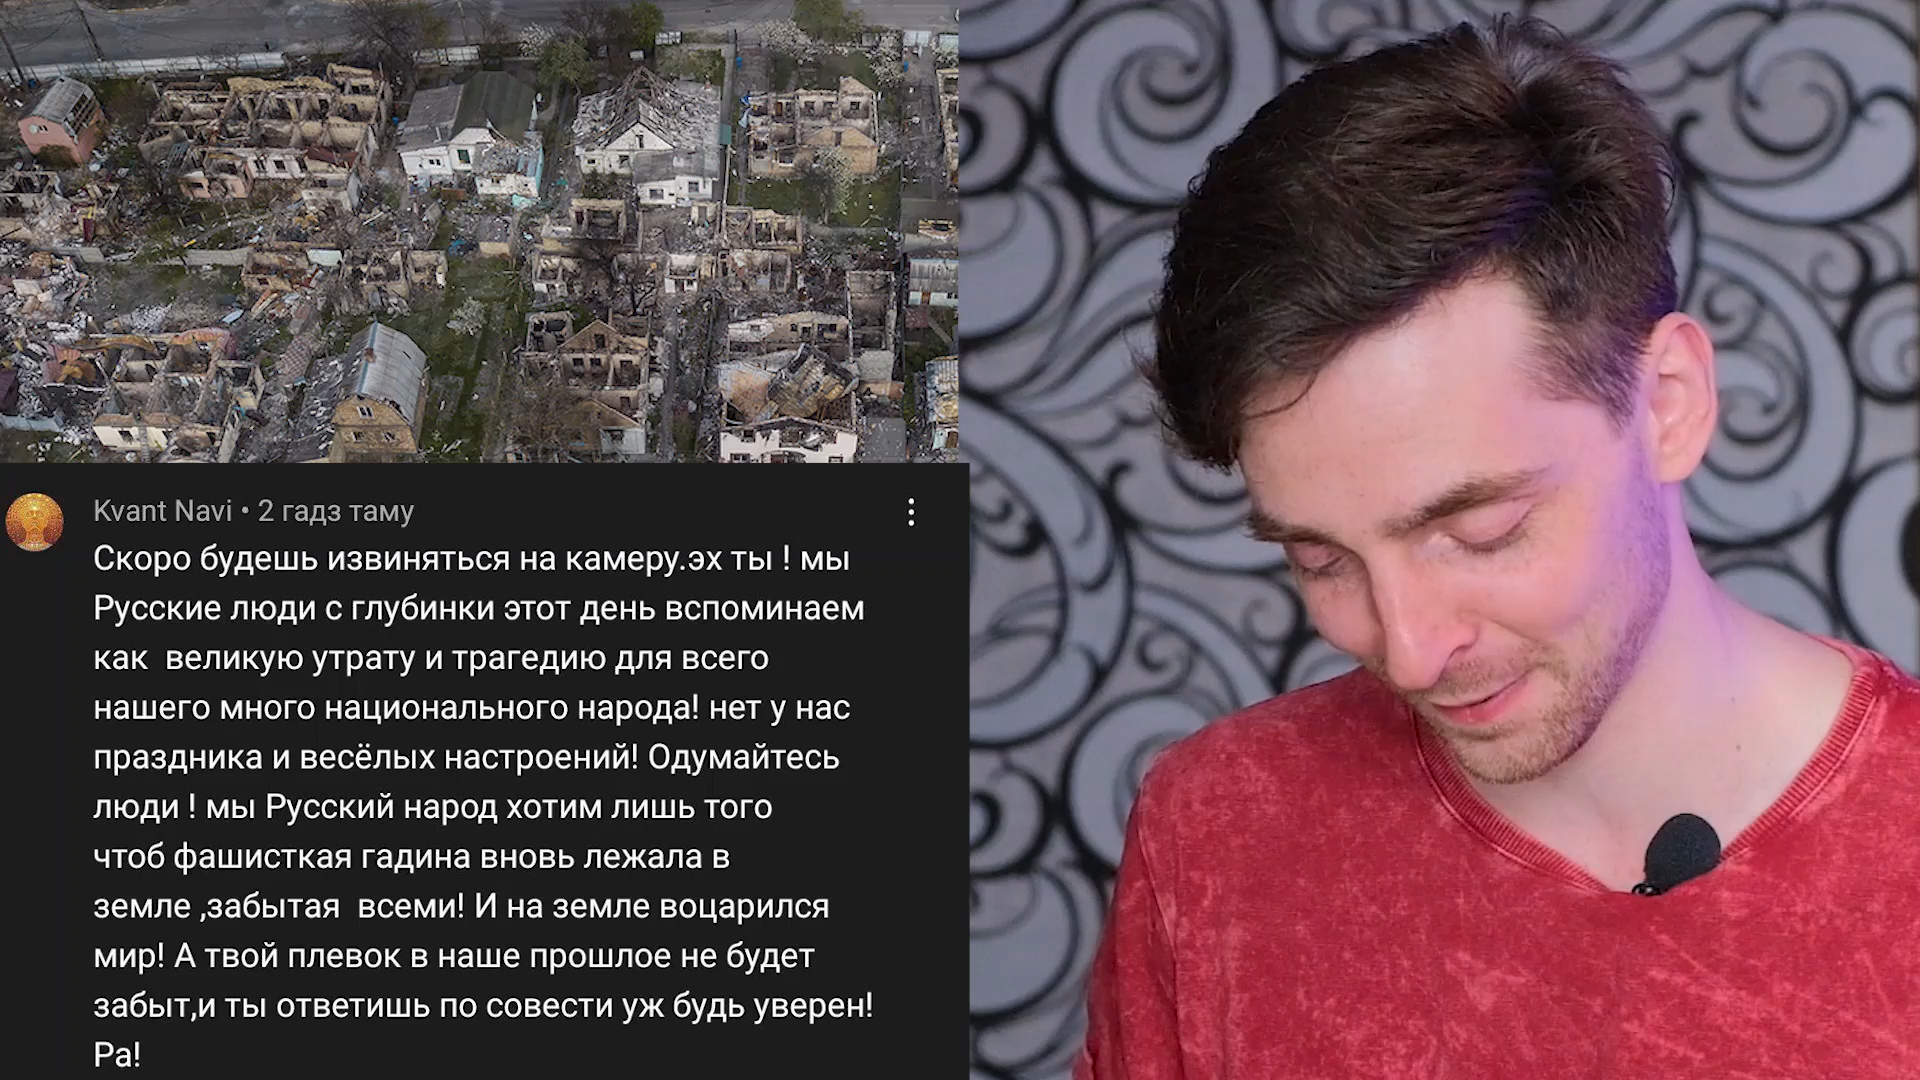 Kvant Navi • 2 гадз таму
Скоро будешь извиняться на камеру.эх ты ! мы
Русские люди с глубинки этот день вспоминаем
как  великую утрату и трагедию для всего
нашего много национального народа! нет у нас
праздника и весёлых настроений! Одумайтесь
люди ! мы Русский народ хотим лишь того
чтоб фашисткая гадина вновь лежала в
земле ,забытая  всеми! И на земле воцарился
мир! А твой плевок в наше прошлое не будет
забыт,и ты ответишь по совести уж будь уверен!
Ра!